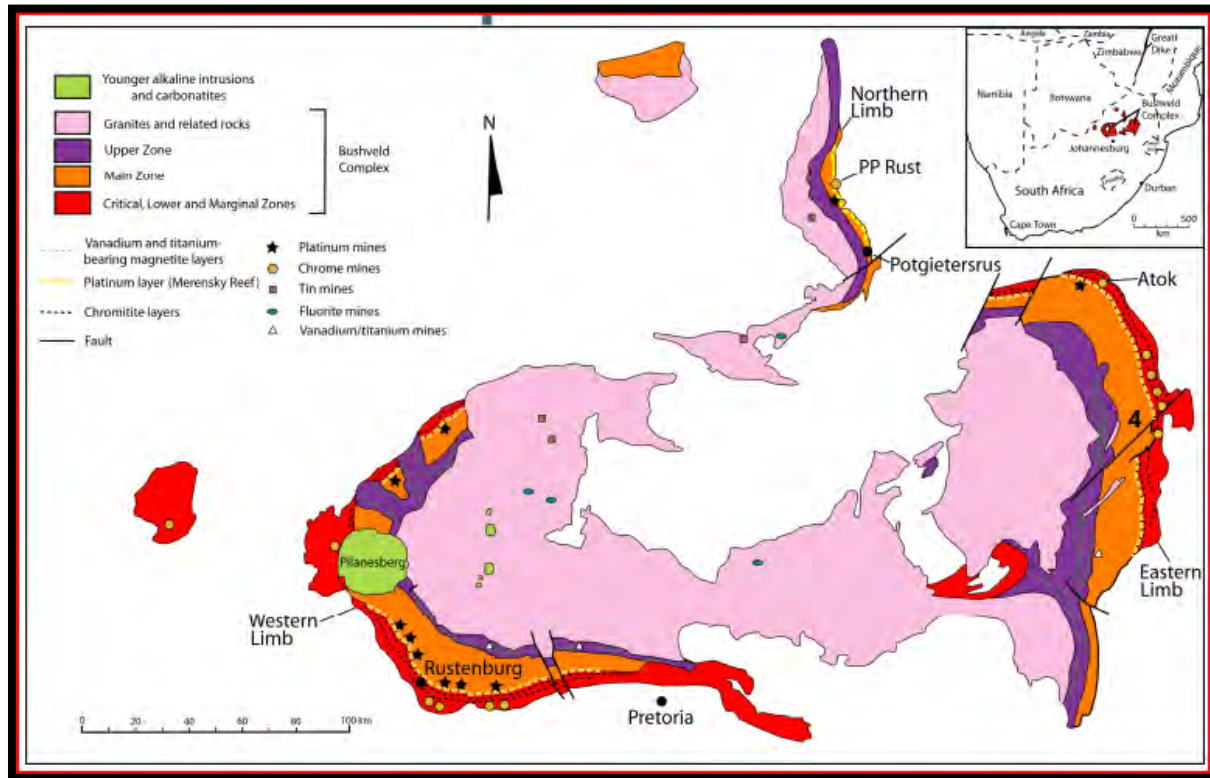 Younger alkaline intrusions
and carbonatites
Granites and related rocks
Upper Zone
Main Zone
Critical, Lower and Marginal Zones
Bushveld
Complex
Vanadium and titanium-
bearing magnetite layers
Platinum layer (Merensky Reef)
Chromitite layers
Fault
Platinum mines
Chrome mines
Tin mines
Fluorite mines
Vanadium/titanium mines
N
Northern
Limb
PP Rust
Potgietersrus
Angola
Zambia
Zimbabwe
Great
Dike
Mozambique
Namibia
Botswana
Bushveld
Complex
Johannesburg
South Africa
Durban
Cape Town
0 500
km
Atok
4
Eastern
Limb
Pilanesberg
Western
Limb
Rustenburg
Pretoria
0 20 40 60 80 100 km